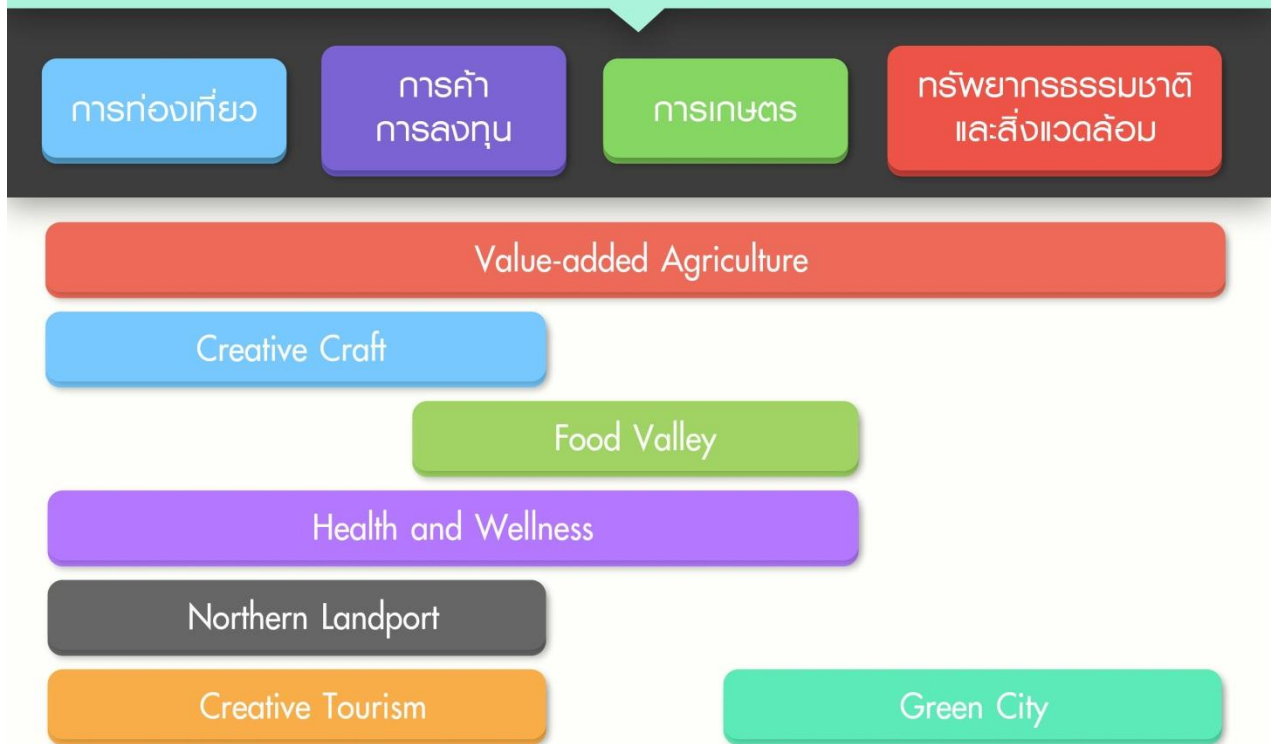 การท่องเที่ยว
การค้า
การลงทุน
การเกษตร
ทรัพยากรธรรมชาติ
และสิ่งแวดล้อม
Value-added Agriculture
Creative Craft
Food Valley
Health and Wellness
Northern Landport
Creative Tourism
Green City